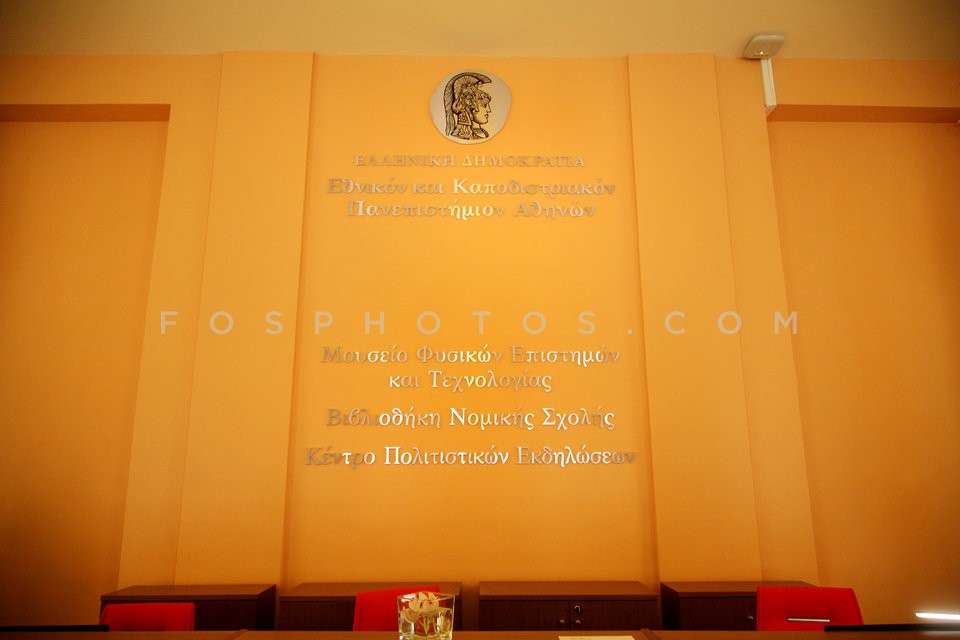 ΕΛΛΗΝΙΚΗ ΔΗΜΟΚΡΑΤΙΑ
Εθνικόν και Καποδιστριακόν
Πανεπιστήμιον Αθηνών
FOSPHOTOS.COM
Μουσείο Φυσικών Επιστημών
και Τεχνολογίας
Βιβλιοθήκη Νομικής Σχολής
Κέντρο Πολιτιστικών Εκδηλώσεων